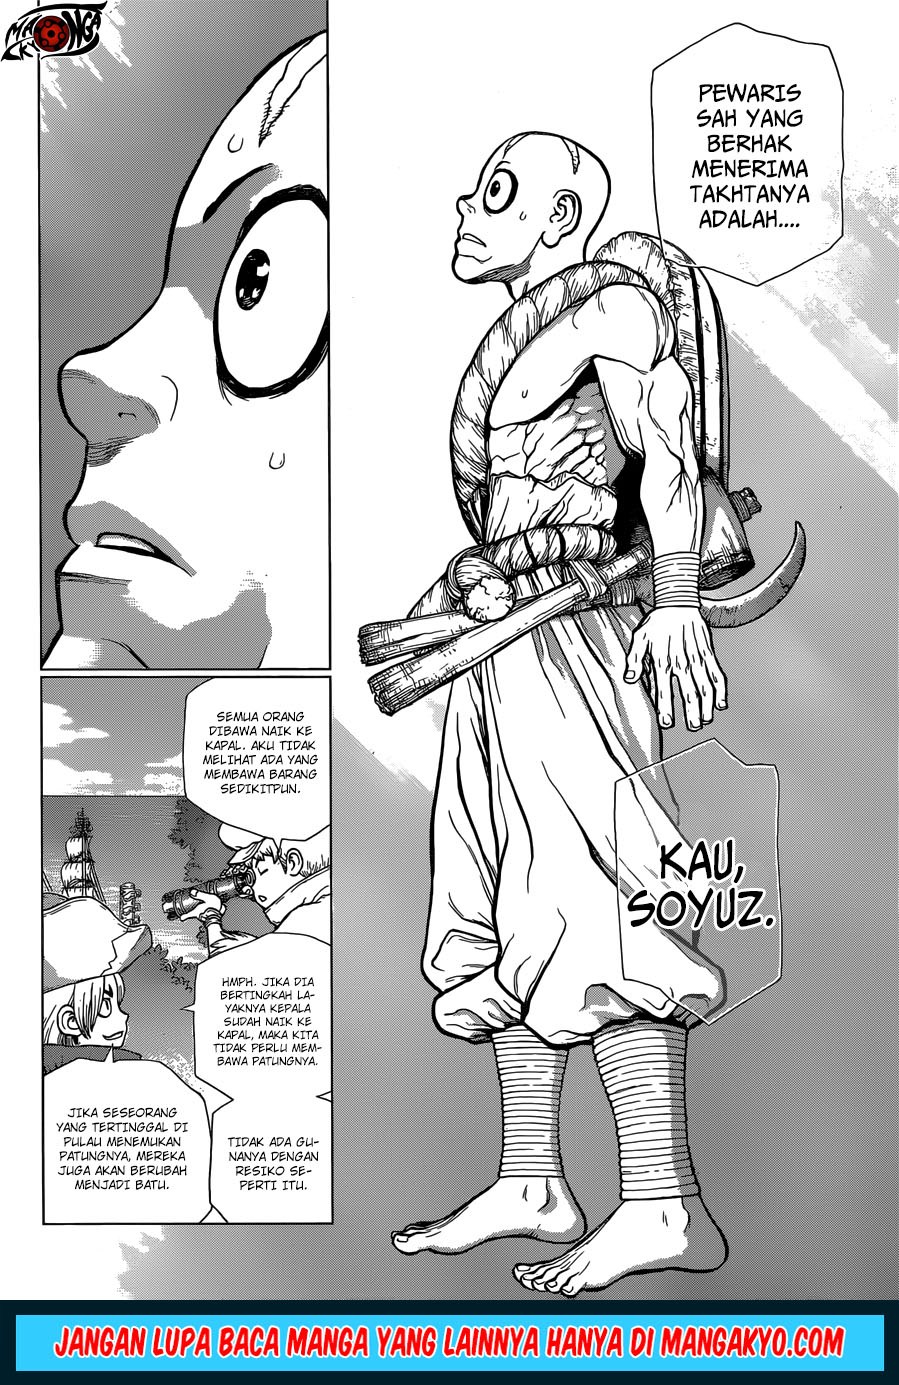 MANGA
KYO
PEWARIS
SAH YANG
BERHAK
MENERIMA
TAKHTANYA
ADALAH....
KAU,
SOYUZ.
SEMUA ORANG
DIBAWA NAIK KE
KAPAL. AKU TIDAK
MELIHAT ADA YANG
MEMBAWA BARANG
SEDIKITPUN.
HMPH. JIKA DIA
BERTINGKAH LA-
YAKNYA KEPALA
SUDAH NAIK KE
KAPAL, MAKA KITA
TIDAK PERLU MEM-
BAWA PATUNGNYA.
JIKA SESEORANG
YANG TERTINGGAL DI
PULAU MENEMUKAN
PATUNGNYA, MEREKA
JUGA AKAN BERUBAH
MENJADI BATU.
TIDAK ADA GU-
NANYA DENGAN
RESIKO SE-
PERTI ITU.
JANGAN LUPA BACA MANGA YANG LAINNYA HANYA DI MANGAKYO.COM